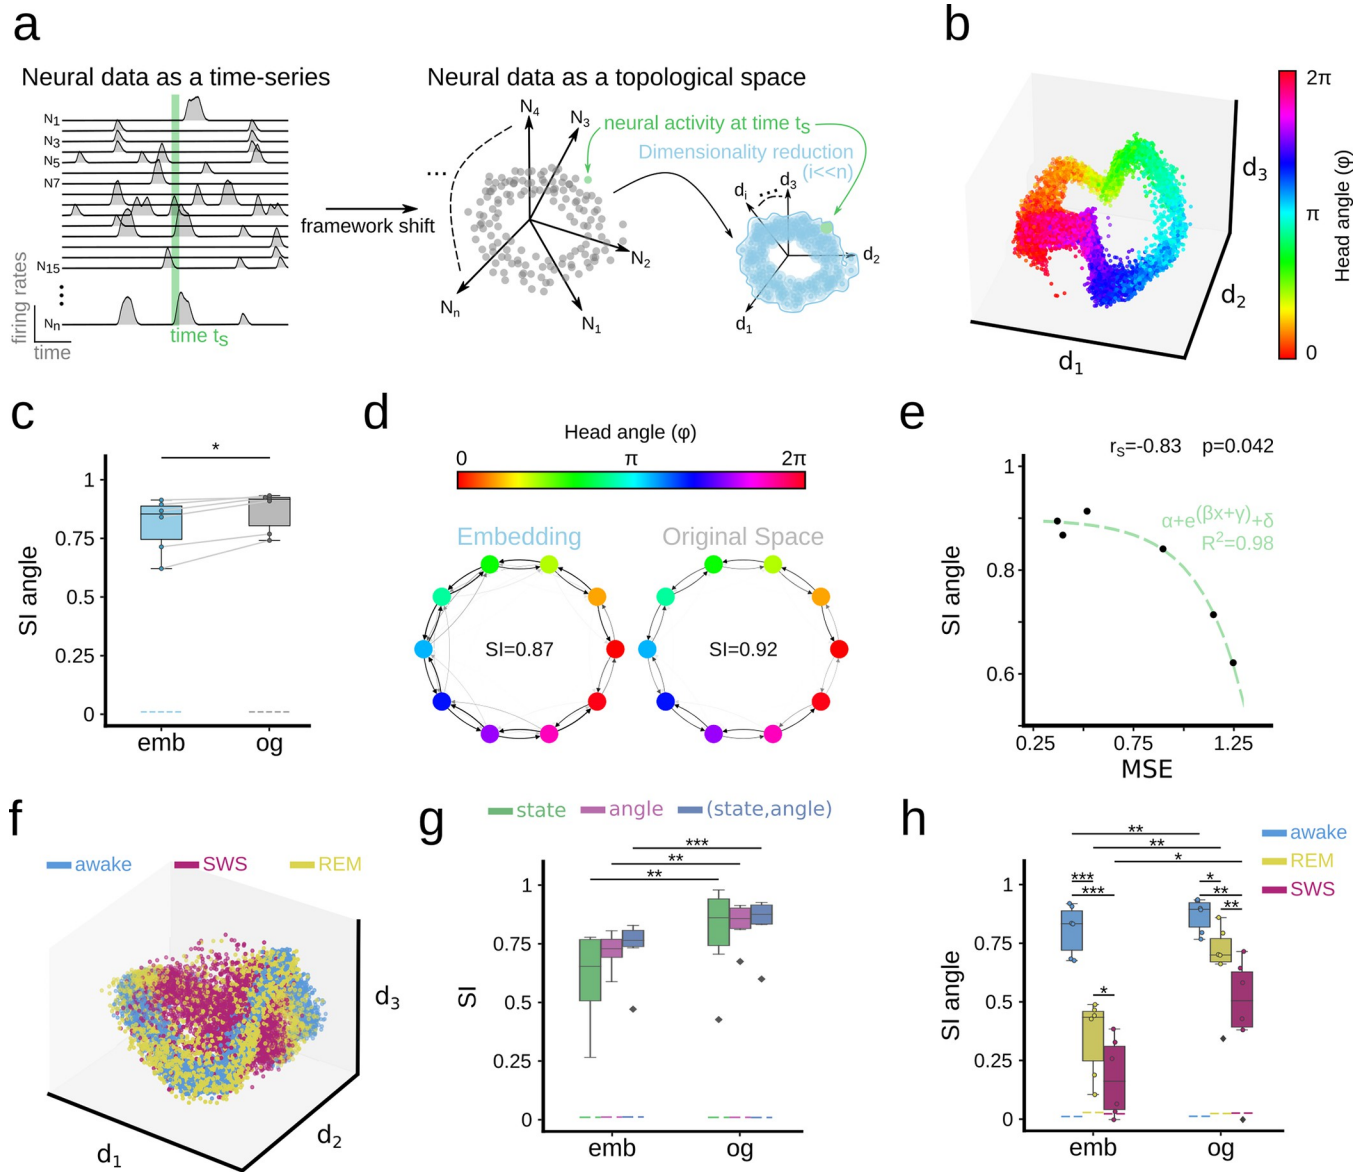 a
Neural data as a time-series
N1
N3
N5
N7
N15
Nn
firing rates
time
time ts
framework shift
Neural data as a topological space
...
N4
N3
N2
N1
Nn
neural activity at time ts
Dimensionality reduction
(i<<n)
di
d3
d2
d1
b
d1
d2
d3
2π
π
0
Head angle (φ)
c
*
SI angle
1
0.75
0.5
0.25
0
emb
og
d
Head angle (φ)
0
π
2π
Embedding
Original Space
SI=0.87
SI=0.92
e
rS=-0.83 p=0.042
α+e(βx+γ)+δ
R2=0.98
SI angle
1
0.8
0.6
0.25
0.75
1.25
MSE
f
awake
SWS
REM
d1
d2
d3
g
state
angle
(state,angle)
***
**
**
SI
1
0.75
0.5
0.25
0
emb
og
h
awake
REM
SWS
**
**
*
***
***
*
*
**
**
SI angle
1
0.75
0.5
0.25
0
emb
og